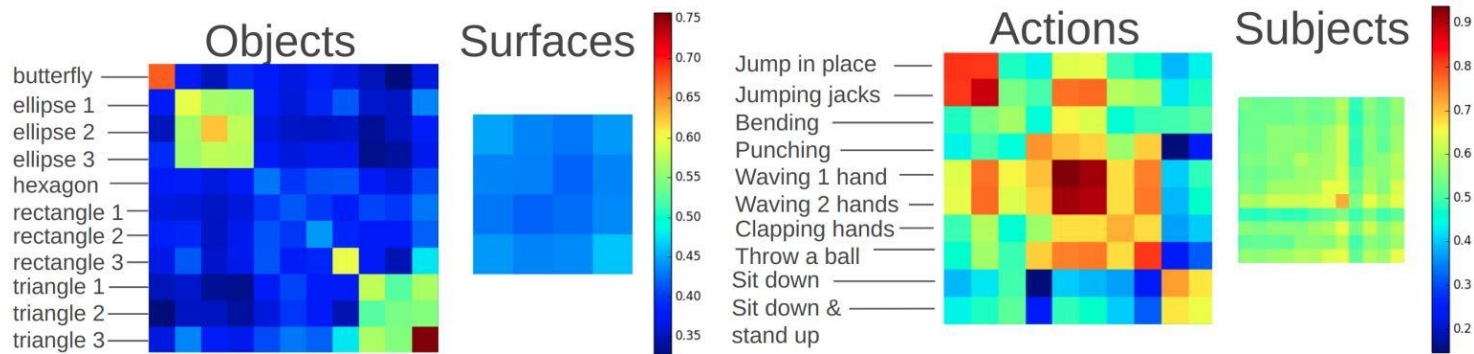 Objects
Surfaces
butterfly
ellipse 1
ellipse 2
ellipse 3
hexagon
rectangle 1
rectangle 2
rectangle 3
triangle 1
triangle 2
triangle 3
0.75
0.70
0.65
0.60
0.55
0.50
0.45
0.40
0.35
Actions
Subjects
Jump in place
Jumping jacks
Bending
Punching
Waving 1 hand
Waving 2 hands
Clapping hands
Throw a ball
Sit down
Sit down &
stand up
0.9
0.8
0.7
0.6
0.5
0.4
0.3
0.2